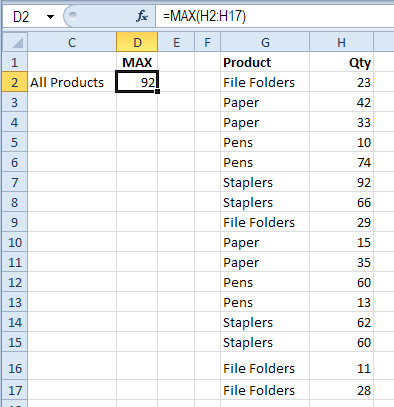 D2 fx =MAX(H2:H17)
C D E F G H
1 MAX Product Qty
2 All Products 92 File Folders 23
3 Paper 42
4 Paper 33
5 Pens 10
6 Pens 74
7 Staplers 92
8 Staplers 66
9 File Folders 29
10 Paper 15
11 Paper 35
12 Pens 60
13 Pens 13
14 Staplers 62
15 Staplers 60
16 File Folders 11
17 File Folders 28